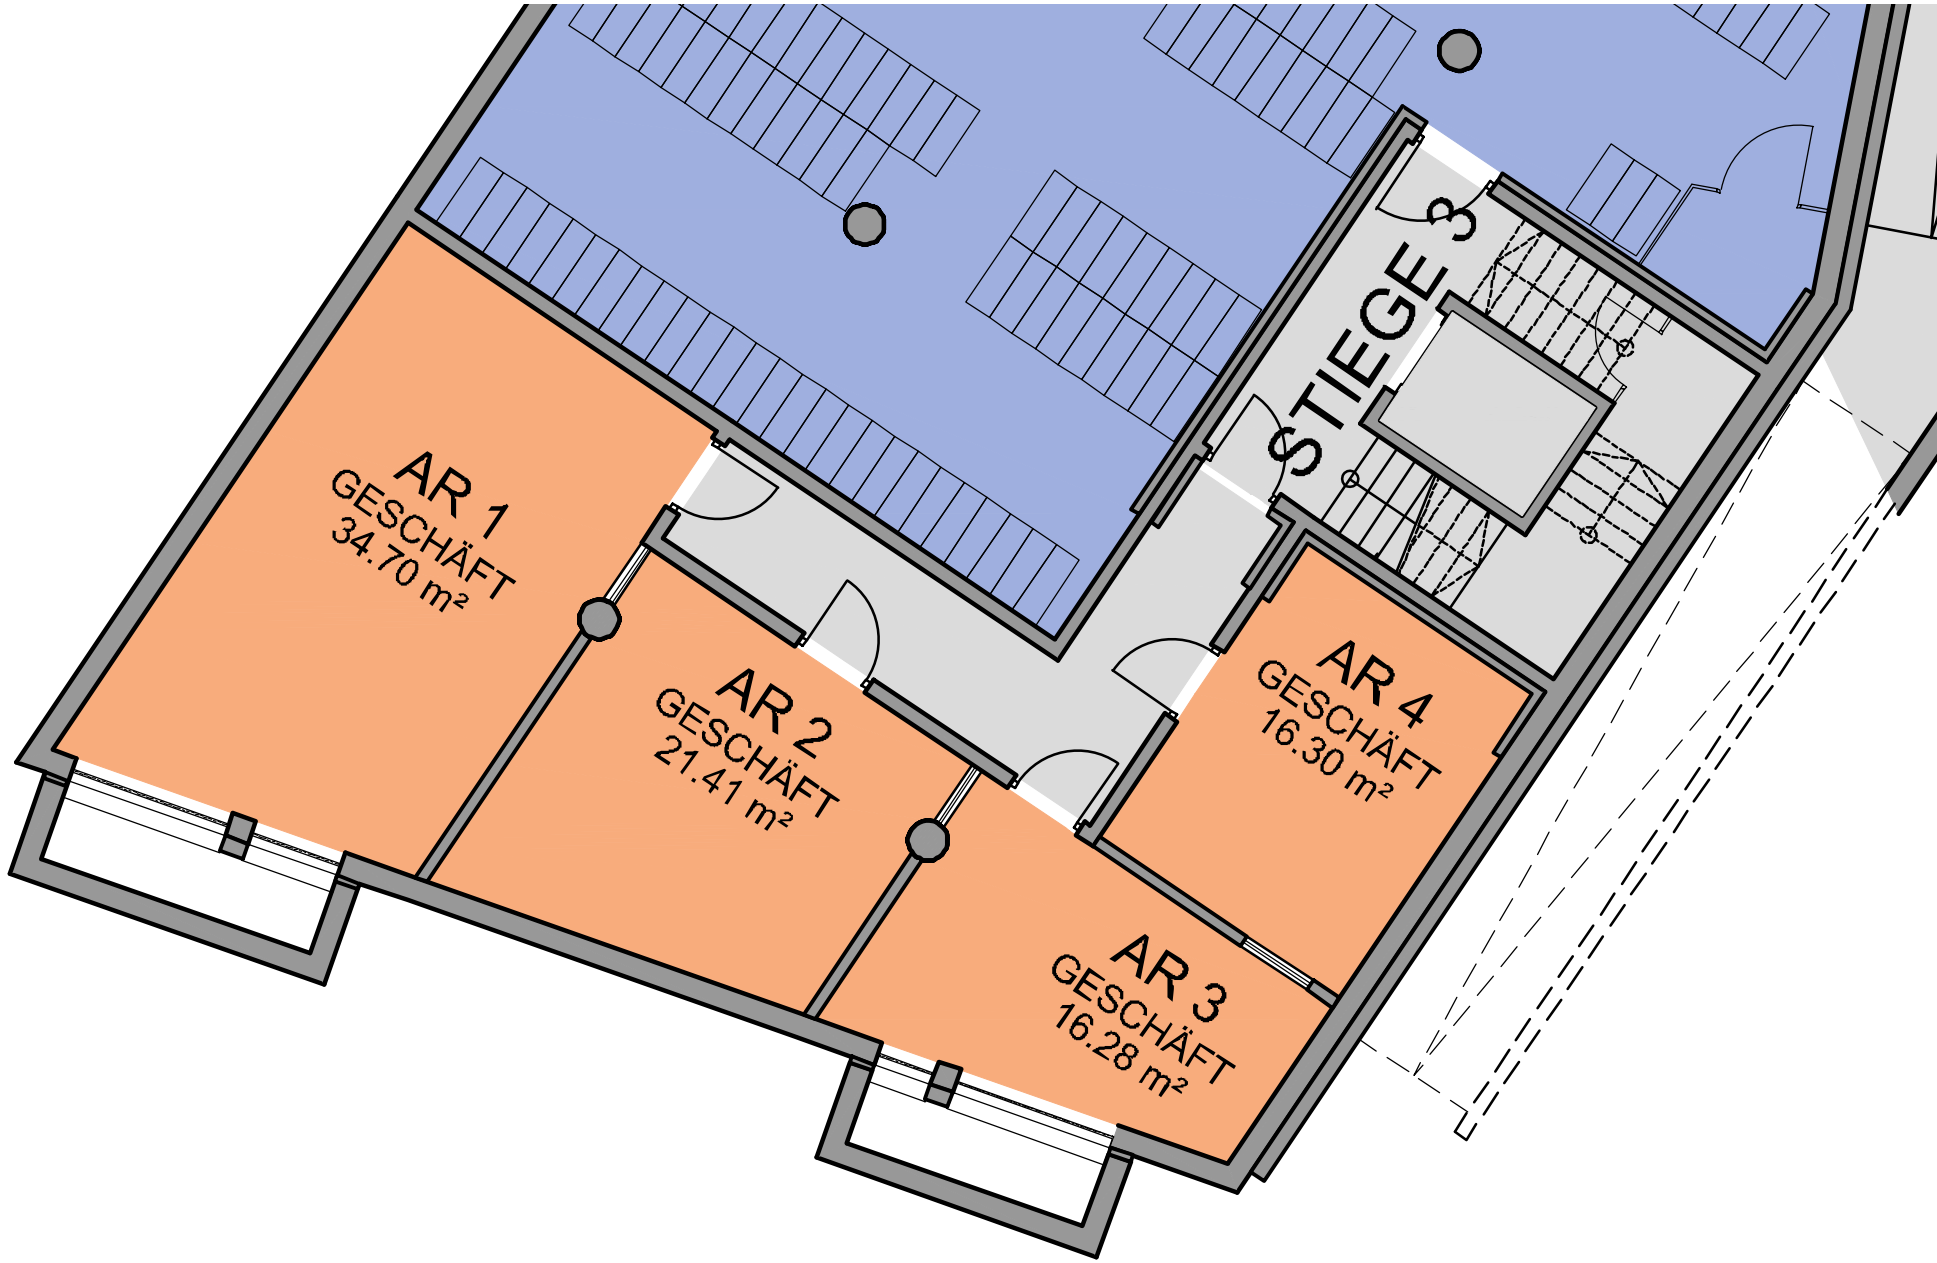 STIEGE 3
AR 1
GESCHÄFT
34.70 m²
AR 2
GESCHÄFT
21.41 m²
AR 4
GESCHÄFT
16.30 m²
AR 3
GESCHÄFT
16.28 m²